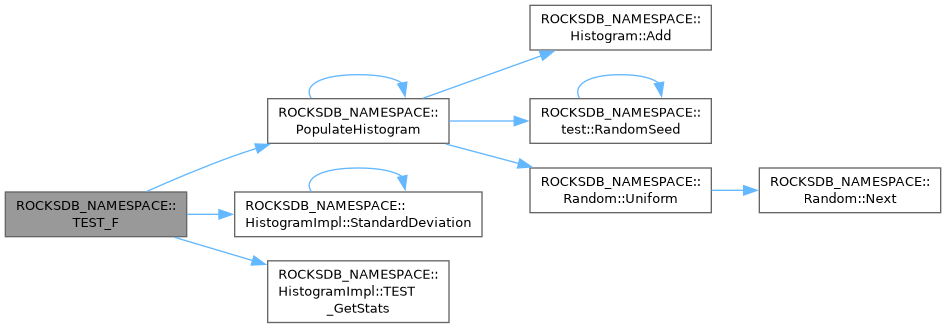 ROCKSDB_NAMESPACE::
TEST_F
ROCKSDB_NAMESPACE::
PopulateHistogram
ROCKSDB_NAMESPACE::
Histogram::Add
ROCKSDB_NAMESPACE::
test::RandomSeed
ROCKSDB_NAMESPACE::
Random::Uniform
ROCKSDB_NAMESPACE::
Random::Next
ROCKSDB_NAMESPACE::
HistogramImpl::StandardDeviation
ROCKSDB_NAMESPACE::
HistogramImpl::TEST
_GetStats